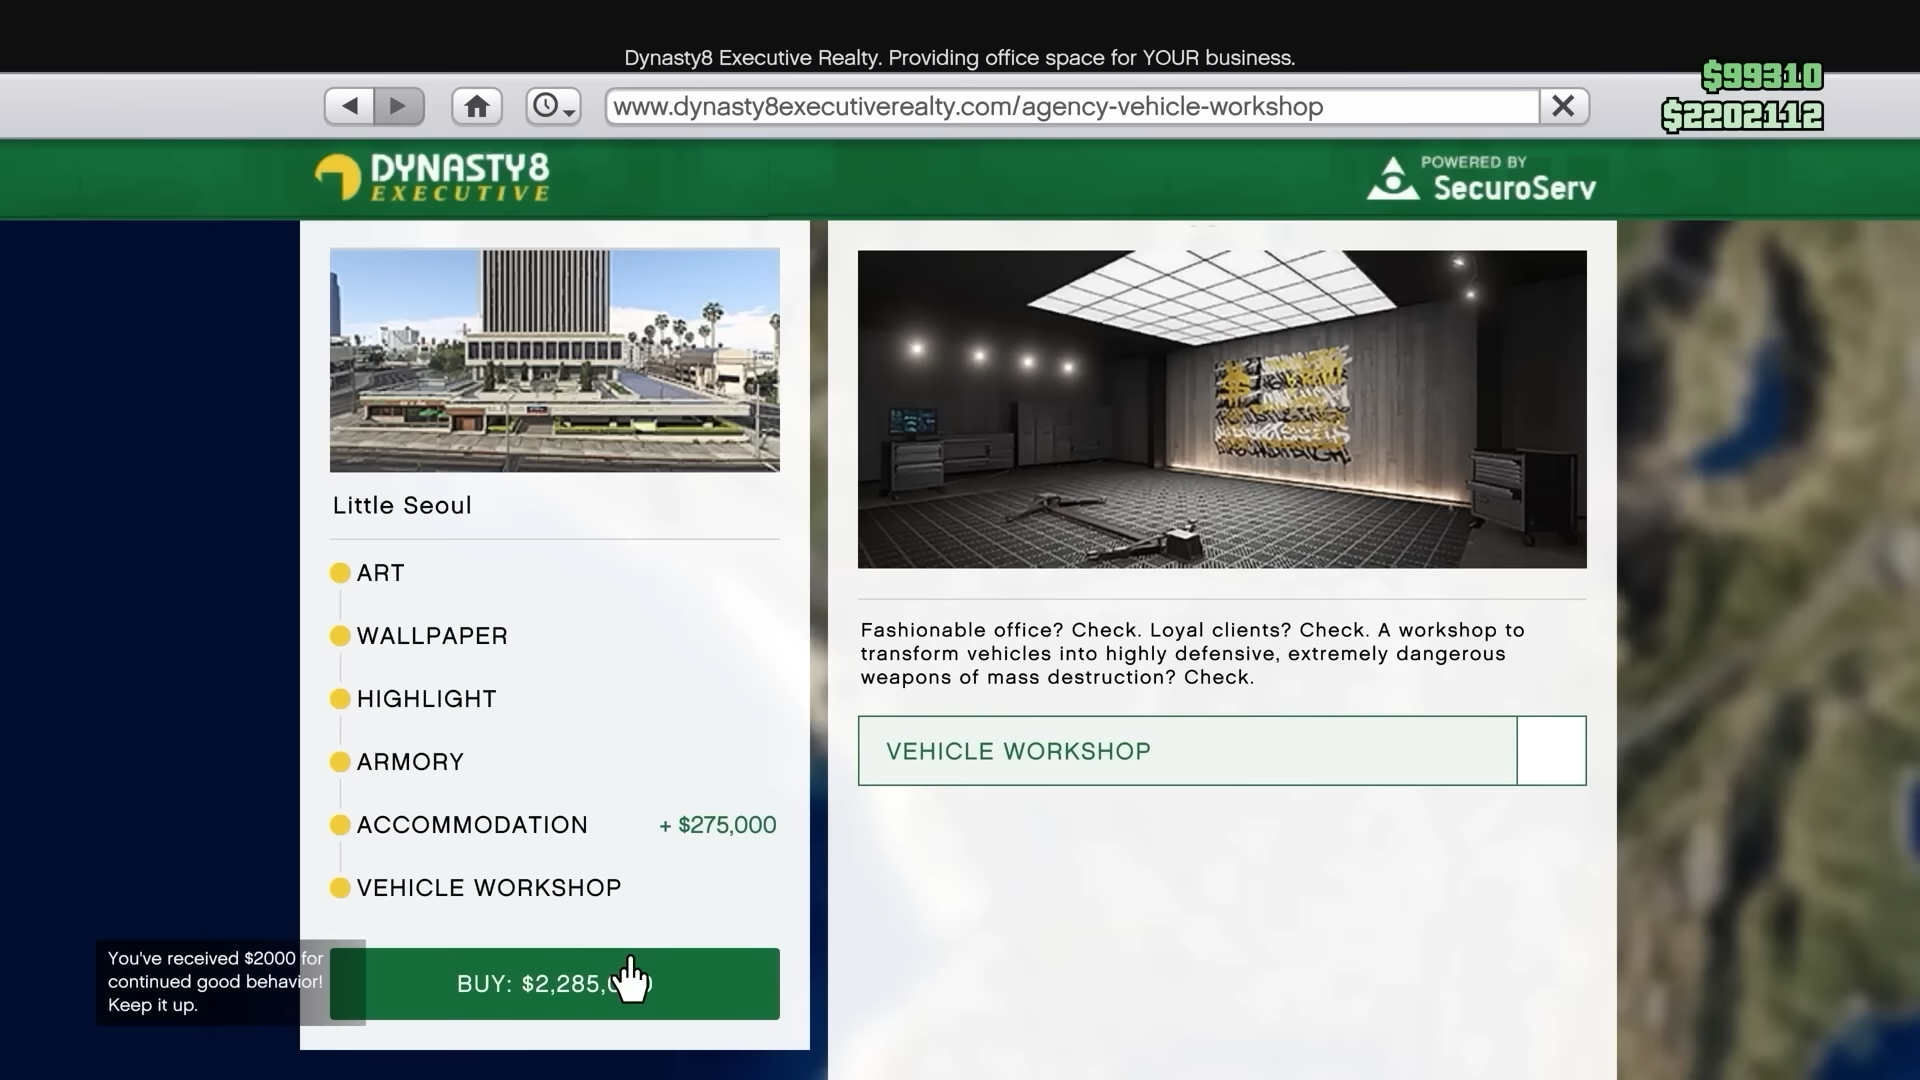 Dynasty8 Executive Realty. Providing office space for YOUR business.
www.dynasty8executiverealty.com/agency-vehicle-workshop
$99310
$2202112
DYNASTY8
EXECUTIVE
POWERED BY
SecuroServ
Little Seoul
ART
WALLPAPER
HIGHLIGHT
ARMORY
ACCOMMODATION + $275,000
VEHICLE WORKSHOP
BUY: $2,285,
You've received $2000 for
continued good behavior!
Keep it up.
Fashionable office? Check. Loyal clients? Check. A workshop to
transform vehicles into highly defensive, extremely dangerous
weapons of mass destruction? Check.
VEHICLE WORKSHOP